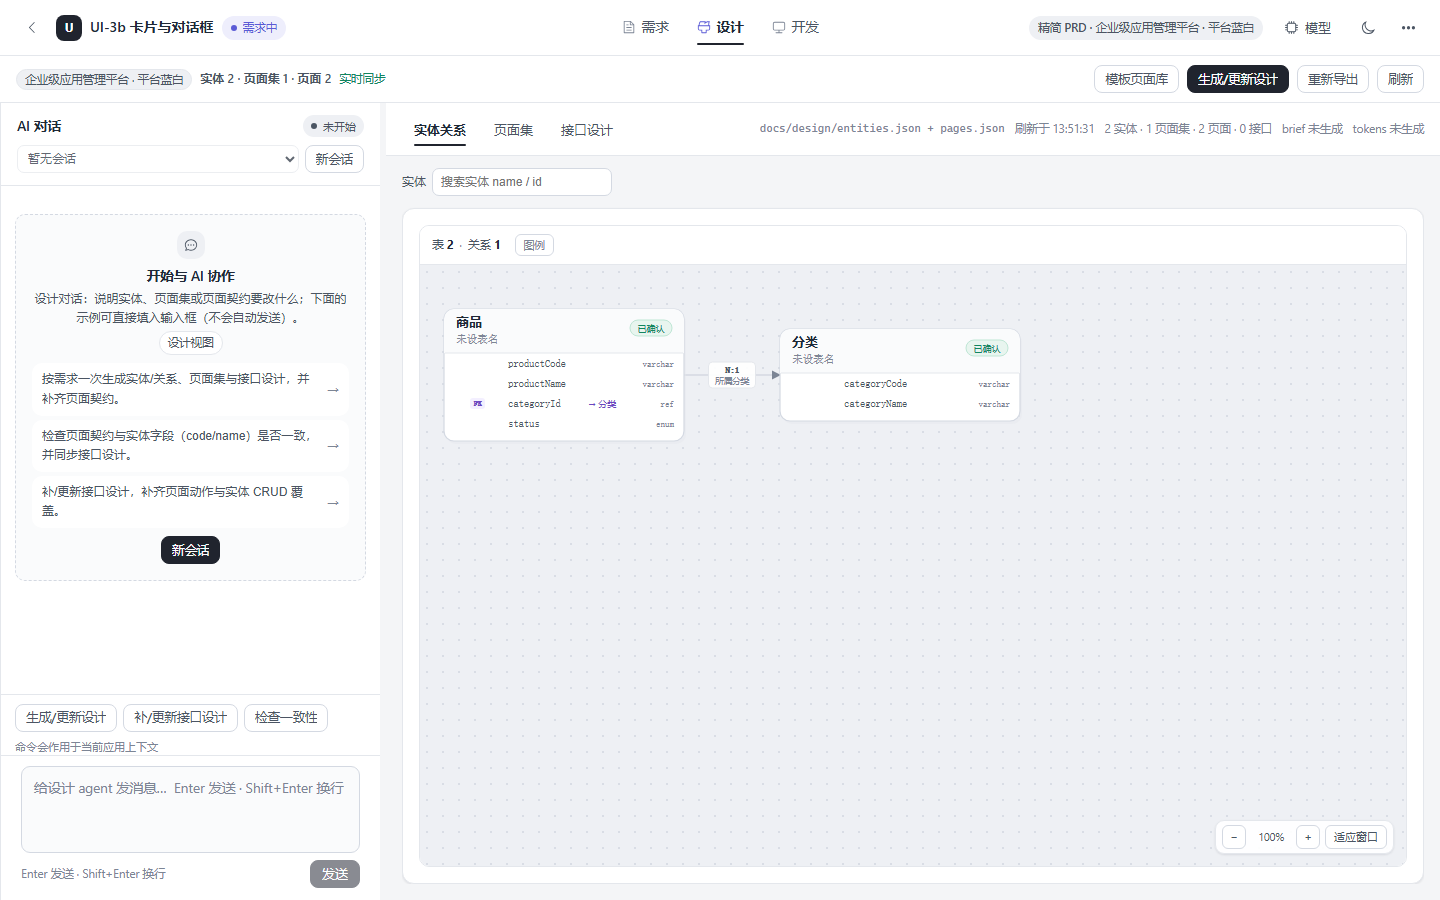 U UI-3b 卡片与对话框 需求中 需求 设计 开发 精简 PRD · 企业级应用管理平台 · 平台蓝白 模型
企业级应用管理平台 · 平台蓝白 实体 2 · 页面集 1 · 页面 2 实时同步 模板页面库 生成/更新设计 重新导出 刷新
AI 对话 未开始
暂无会话 新会话
开始与 AI 协作
设计对话：说明实体、页面集或页面契约要改什么；下面的
示例可直接填入输入框（不会自动发送）。
设计视图
按需求一次生成实体/关系、页面集与接口设计，并
补齐页面契约。
→
检查页面契约与实体字段（code/name）是否一致，
并同步接口设计。
→
补/更新接口设计，补齐页面动作与实体 CRUD 覆
盖。
→
新会话
生成/更新设计 补/更新接口设计 检查一致性
命令会作用于当前应用上下文
给设计 agent 发消息... Enter 发送 · Shift+Enter 换行
Enter 发送 · Shift+Enter 换行 发送
实体关系 页面集 接口设计 docs/design/entities.json + pages.json 刷新于 13:51:31 2 实体 · 1 页面集 · 2 页面 · 0 接口 brief 未生成 tokens 未生成
实体 搜索实体 name / id
表 2 · 关系 1 图例
商品 已确认
未设表名
productCode varchar
productName varchar
FK categoryId → 分类 ref
status enum
N:1
所属分类
分类 已确认
未设表名
categoryCode varchar
categoryName varchar
− 100% + 适应窗口